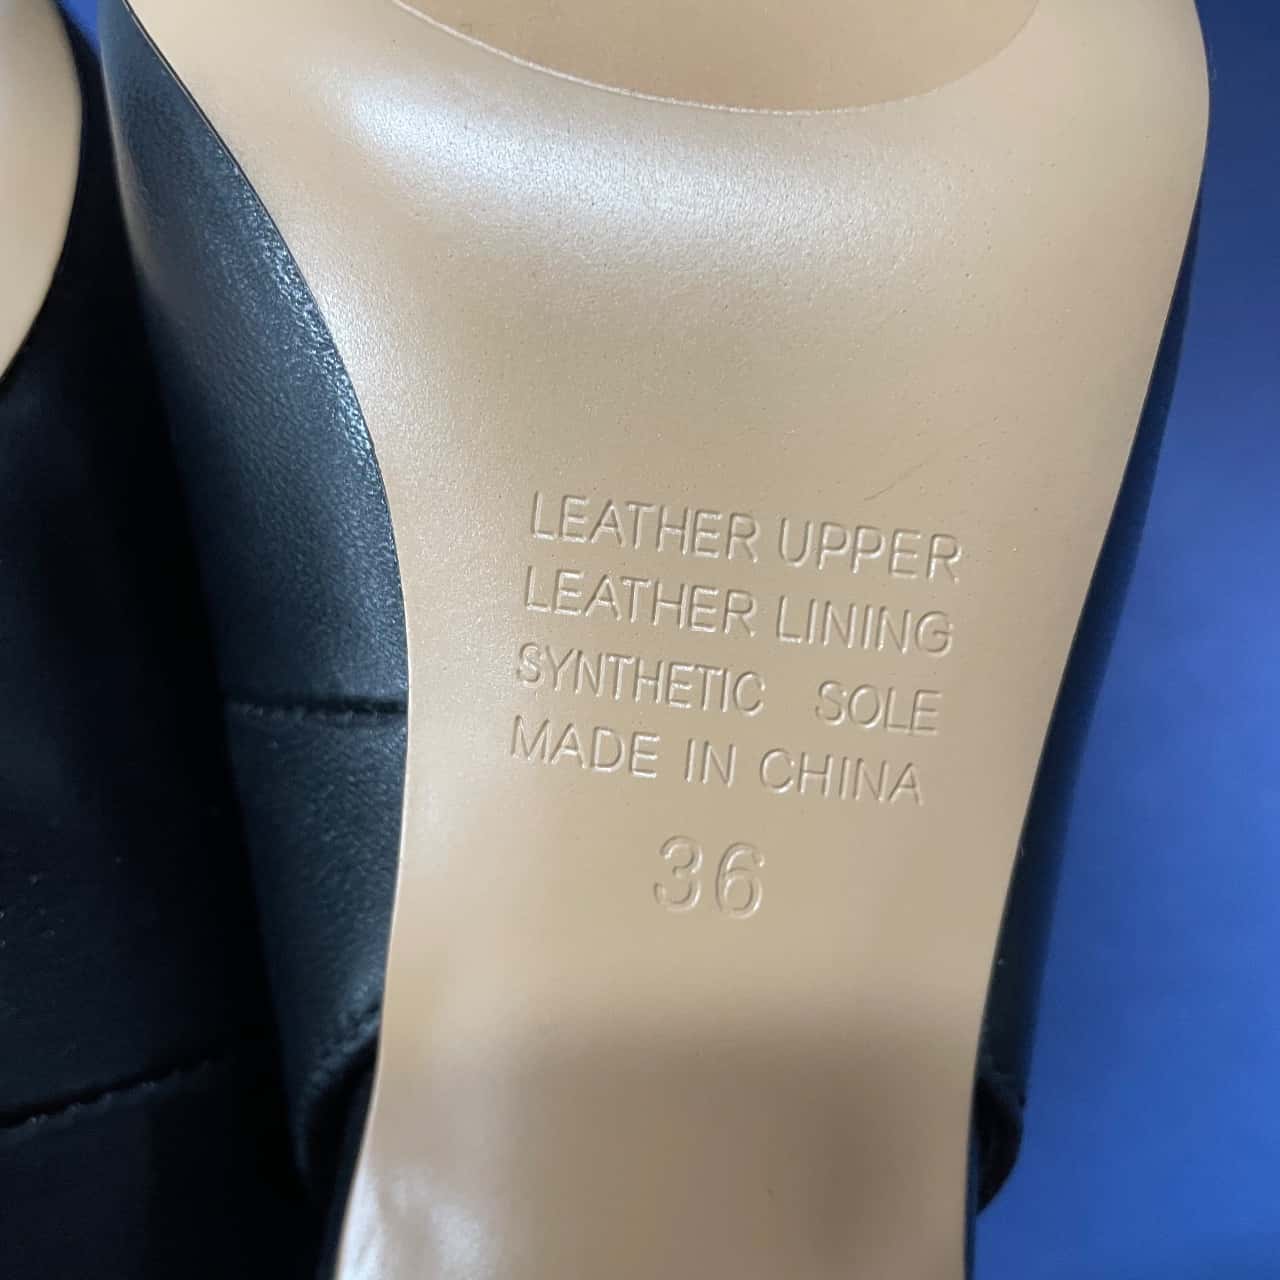 LEATHER UPPER
LEATHER LINING
SYNTHETIC SOLE
MADE IN CHINA
36